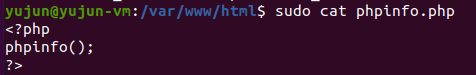 yujun@yujun-vm:/var/www/html$ sudo cat phpinfo.php
<?php
phpinfo();
?>